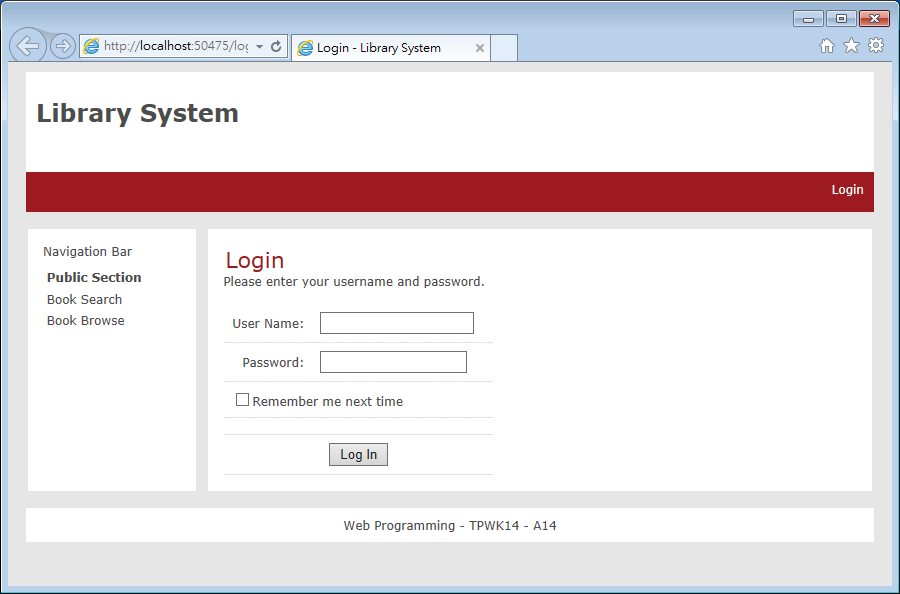 http://localhost:50475/log
Login - Library System
Library System
Login
Navigation Bar
Public Section
Book Search
Book Browse
Login
Please enter your username and password.
User Name:
Password:
Remember me next time
Log In
Web Programming - TPWK14 - A14